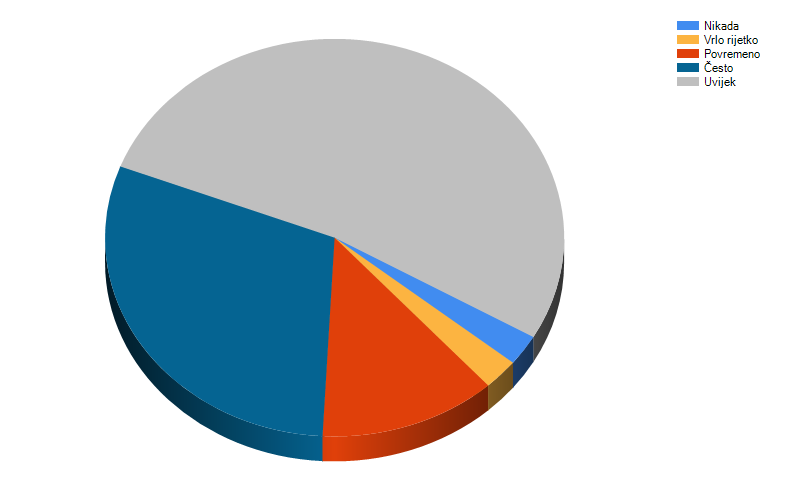 Nikada
Vrlo rijetko
Povremeno
Često
Uvijek